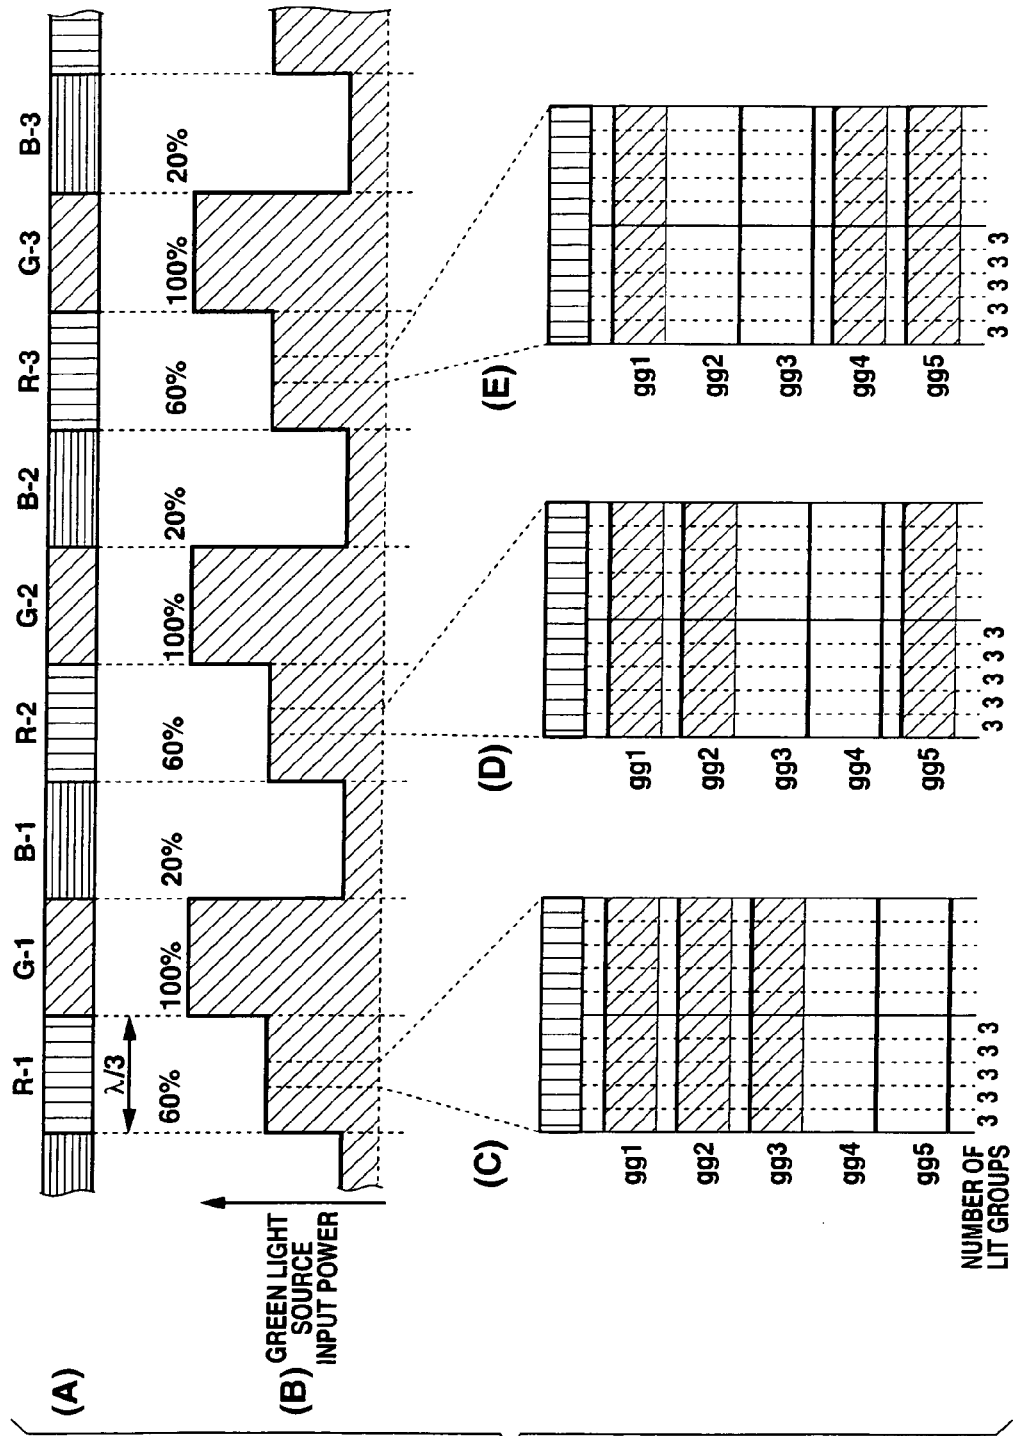 (A)
R-1 G-1 B-1 R-2 G-2 B-2 R-3 G-3 B-3
λ/3
(B) GREEN LIGHT
SOURCE
INPUT POWER
60% 100% 20% 60% 100% 20% 60% 100% 20%
(C)
gg1
gg2
gg3
gg4
gg5
NUMBER OF
LIT GROUPS
3 3 3 3 3
(D)
gg1
gg2
gg3
gg4
gg5
3 3 3 3 3
(E)
gg1
gg2
gg3
gg4
gg5
3 3 3 3 3